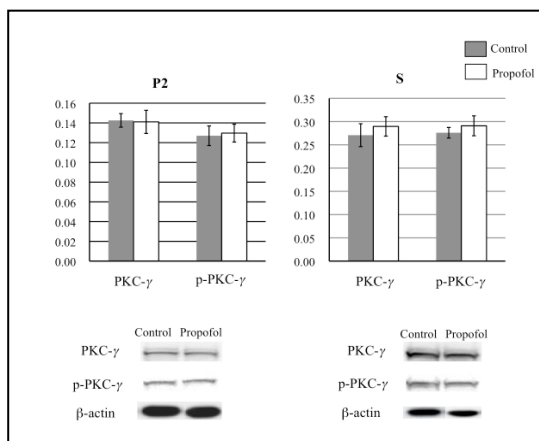 Control
Propofol
P2
0.16
0.14
0.12
0.10
0.08
0.06
0.04
0.02
0.00
PKC-γ p-PKC-γ
S
0.35
0.30
0.25
0.20
0.15
0.10
0.05
0.00
PKC-γ p-PKC-γ
Control Propofol
PKC-γ
p-PKC-γ
β-actin
Control Propofol
PKC-γ
p-PKC-γ
β-actin